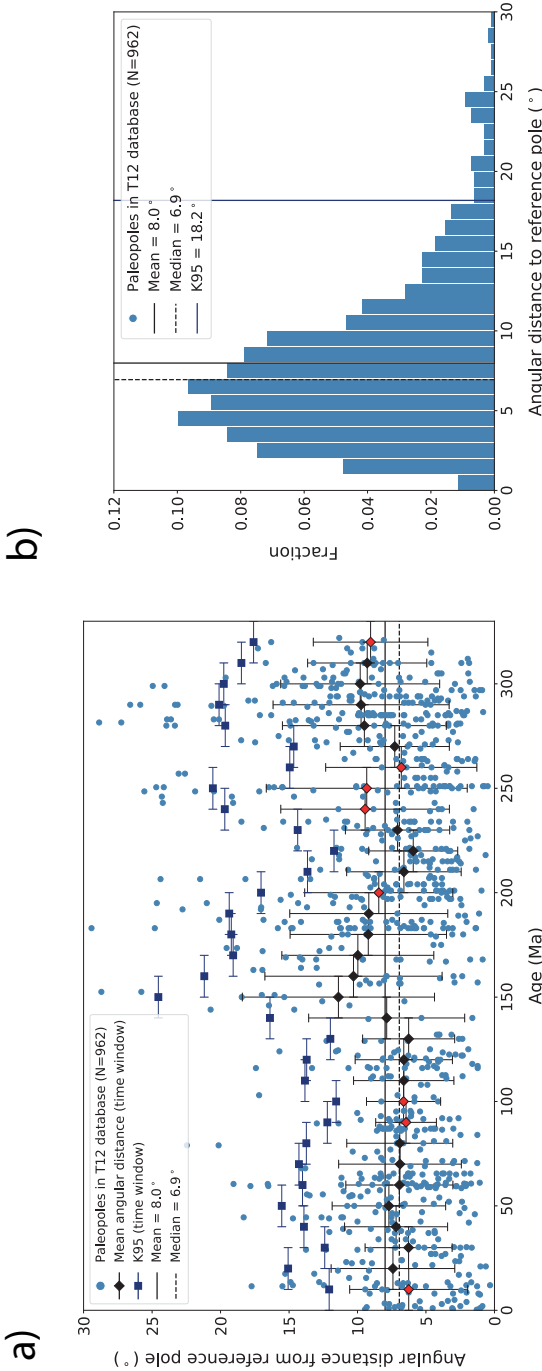 a)
Angular distance from reference pole (°)
30
25
20
15
10
5
0
Paleopoles in T12 database (N=962)
Mean angular distance (time window)
K95 (time window)
Mean = 8.0°
Median = 6.9°
0
50
100
150
200
250
300
Age (Ma)
b)
Fraction
0.12
0.10
0.08
0.06
0.04
0.02
0.00
Paleopoles in T12 database (N=962)
Mean = 8.0°
Median = 6.9°
K95 = 18.2°
0
5
10
15
20
25
30
Angular distance to reference pole (°)